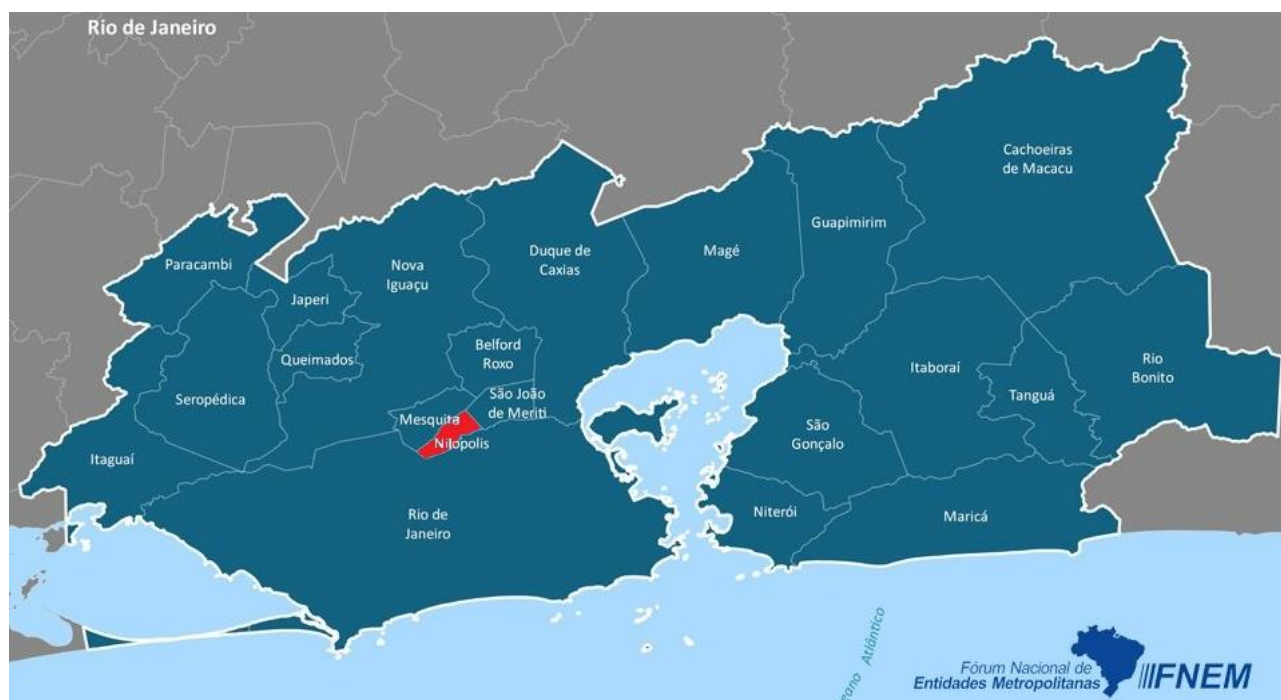 Rio de Janeiro
Cachoeiras
de Macacu
Guapimirim
Magé
Duque de
Caxias
Nova
Iguaçu
Paracambi
Japeri
Queimados
Belford
Roxo
Seropédica
São João
de Meriti
Mesquita
Nilópolis
Itaguaí
Itaboraí
Tanguá
Rio
Bonito
São
Gonçalo
Niterói
Maricá
Rio de
Janeiro
Atlântico
Fórum Nacional de
Entidades Metropolitanas
FNEM